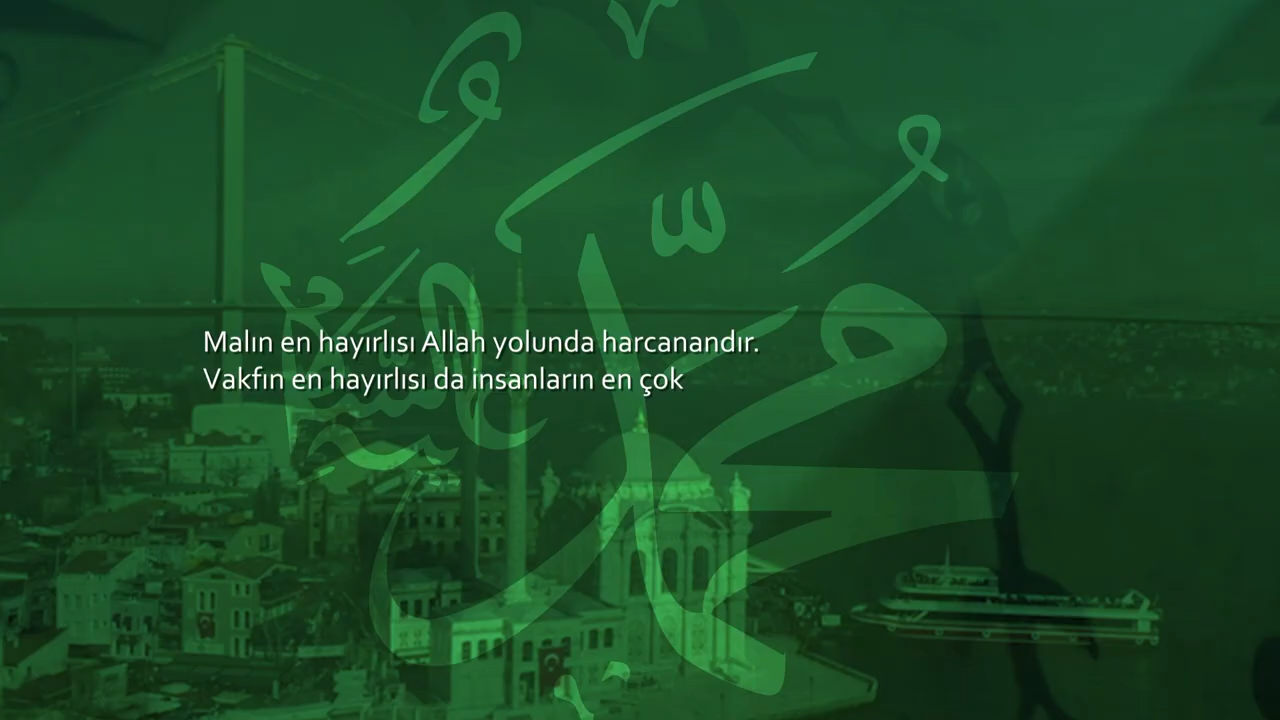 Malın en hayırlısı Allah yolunda harcanandır.
Vakfın en hayırlısı da insanların en çok